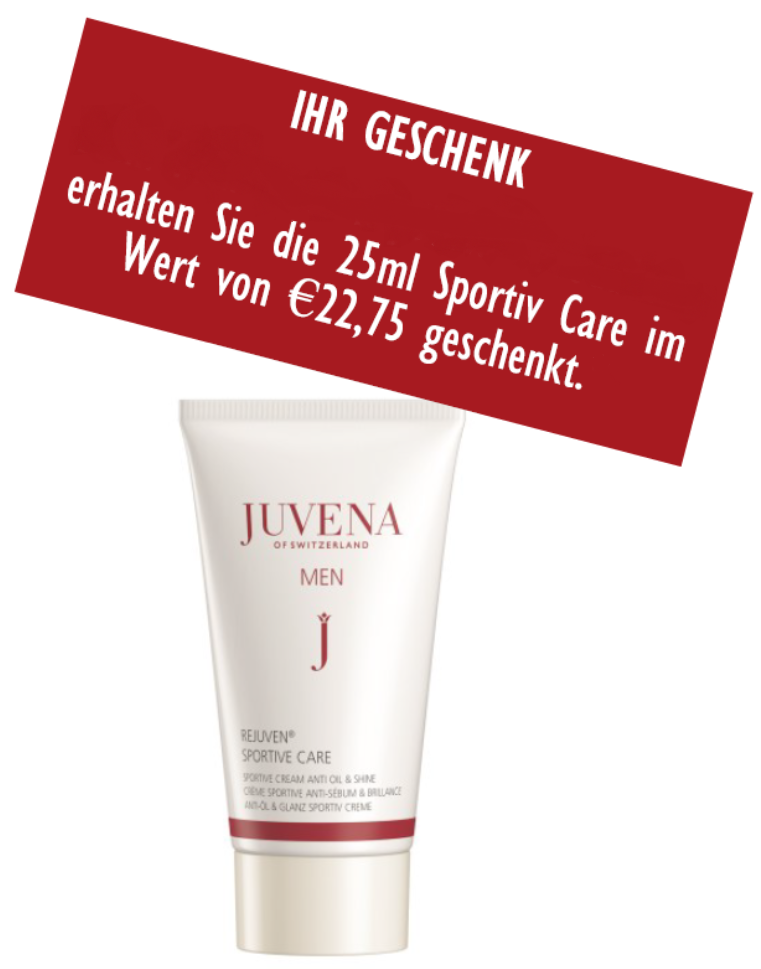 IHR GESCHENK
erhalten Sie die 25ml Sportiv Care im
Wert von €22,75 geschenkt.
JUVENA
OF SWITZERLAND
MEN
J
REJUVEN®
SPORTIVE CARE
SPORTIVE CREAM ANTI OIL & SHINE
CRÈME SPORTIVE ANTI-SÉBUM & BRILLANCE
ANTI-ÖL & GLANZ SPORTIV CREME